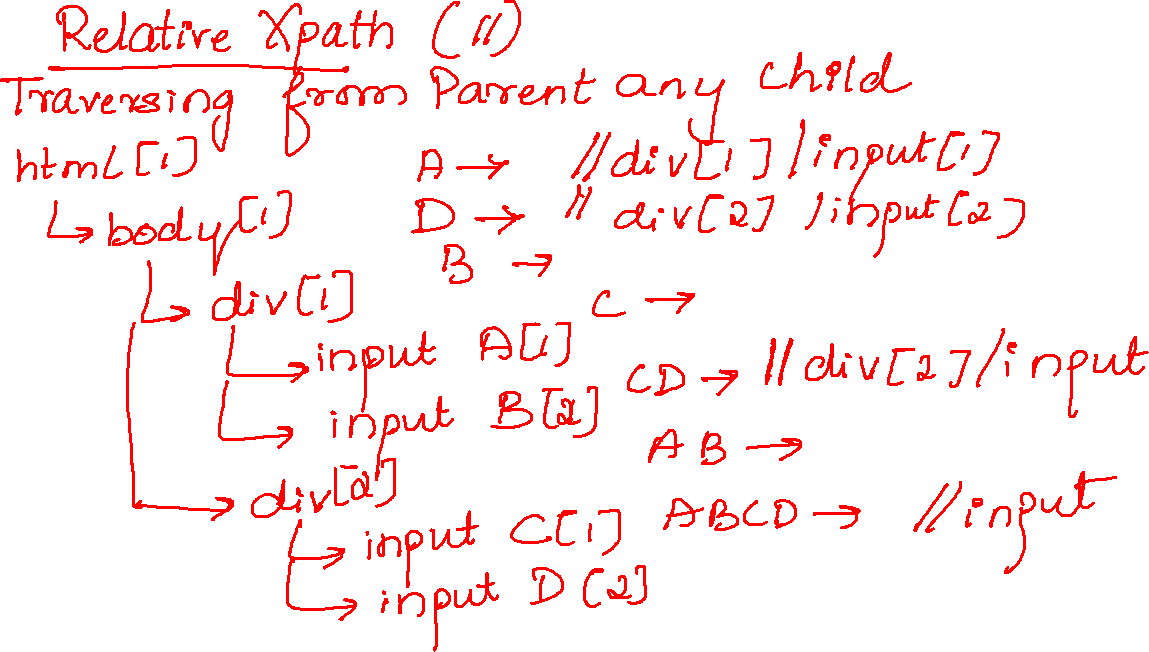 Relative Xpath (//)
Traversing from Parent any child
html[1]
A → //div[1]/input[1]
↳ body[1]
D → // div[2] /input[2]
B →
↳ div[1]
C →
↳ input A[1]
CD → // div[2]/input
↳ input B[2]
AB →
↳ div[2]
ABCD → //input
↳ input C[1]
↳ input D[2]